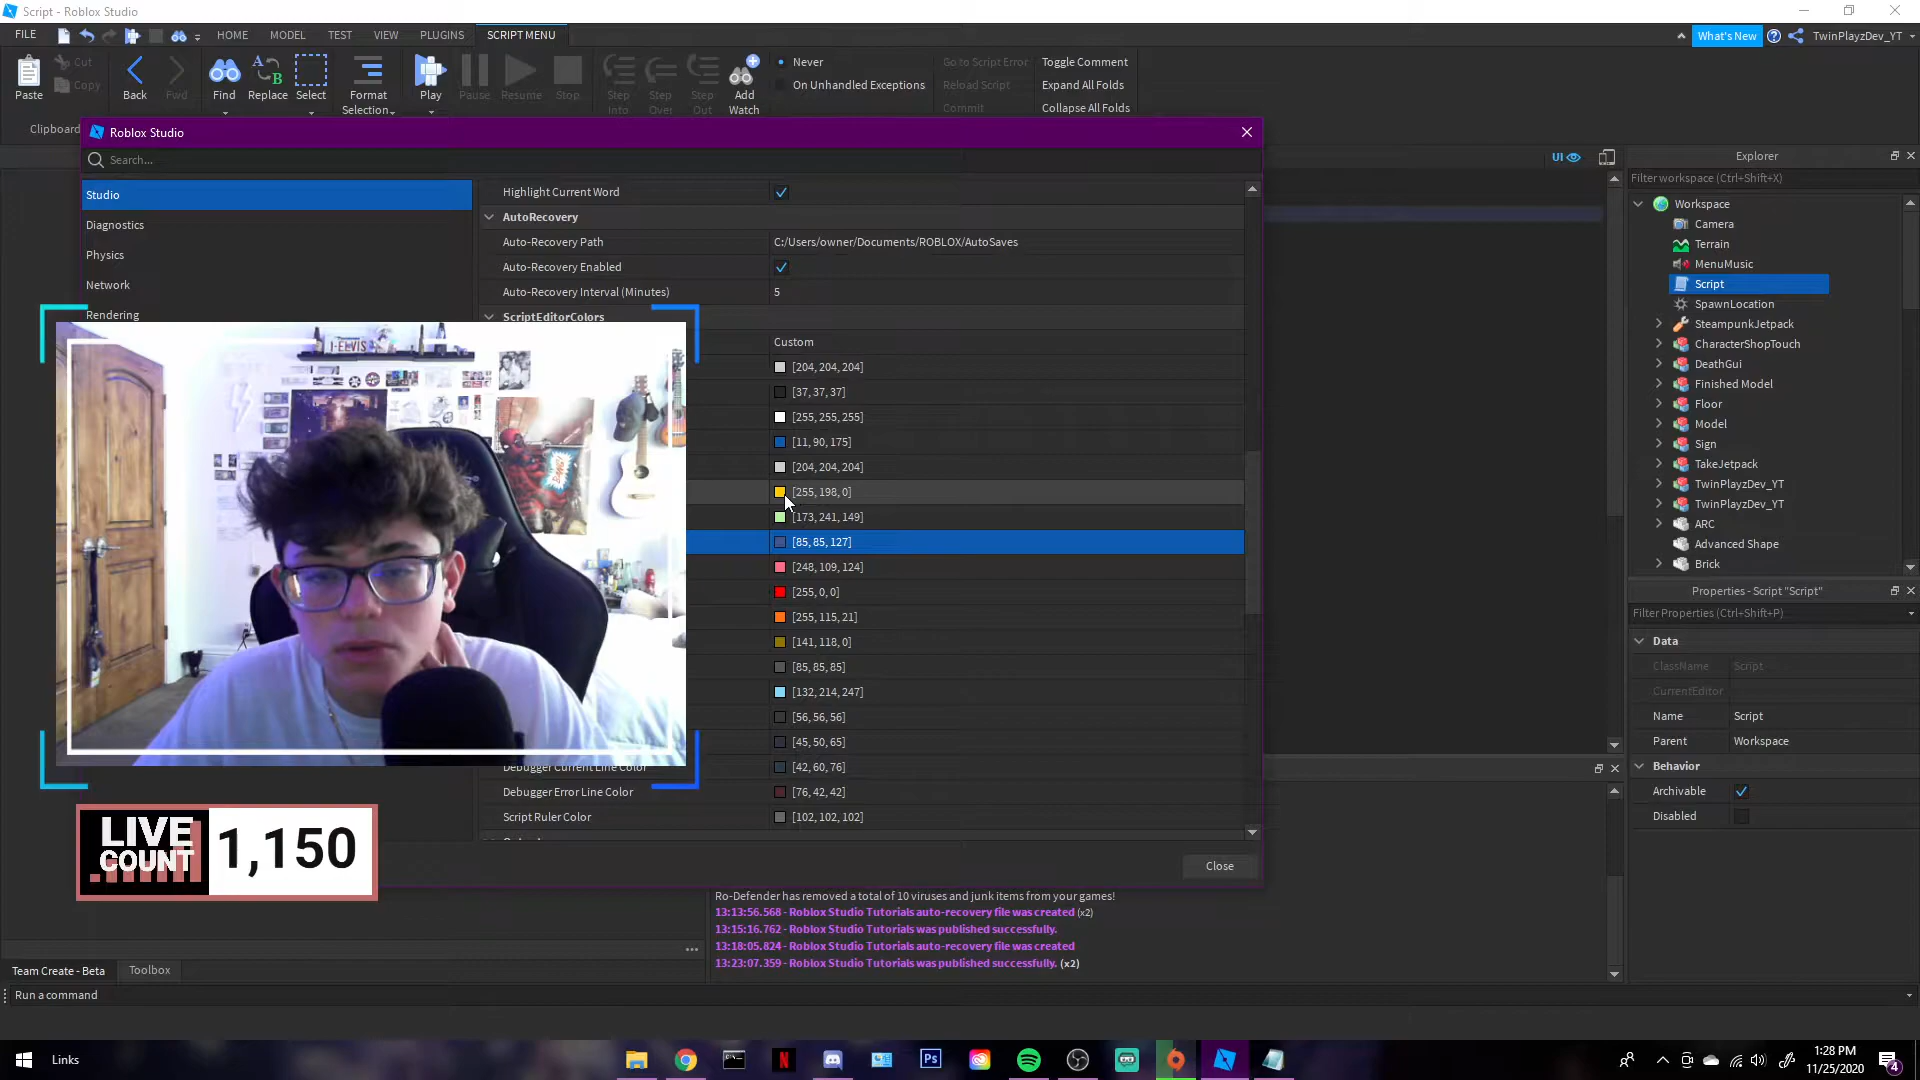 Script - Roblox Studio
FILE
HOME
MODEL
TEST
VIEW
PLUGINS
SCRIPT MENU
What's New
TwinPlayzDev_YT
Paste
Cut
Copy
Back
Fwd
Find
Replace
Select
Format
Selection
Play
Pause
Resume
Stop
Step
Into
Step
Over
Step
Out
Add
Watch
Never
On Unhandled Exceptions
Go to Script Error
Reload Script
Commit
Toggle Comment
Expand All Folds
Collapse All Folds
Clipboard
Roblox Studio
Search...
Studio
Diagnostics
Physics
Network
Rendering
Highlight Current Word
AutoRecovery
Auto-Recovery Path C:/Users/owner/Documents/ROBLOX/AutoSaves
Auto-Recovery Enabled
Auto-Recovery Interval (Minutes) 5
ScriptEditorColors
Custom
[204, 204, 204]
[37, 37, 37]
[255, 255, 255]
[11, 90, 175]
[204, 204, 204]
[255, 198, 0]
[173, 241, 149]
[85, 85, 127]
[248, 109, 124]
[255, 0, 0]
[255, 115, 21]
[141, 118, 0]
[85, 85, 85]
[132, 214, 247]
[56, 56, 56]
[45, 50, 65]
Debugger Current Line Color [42, 60, 76]
Debugger Error Line Color [76, 42, 42]
Script Ruler Color [102, 102, 102]
Close
I-ELVIS
LIVE
COUNT
1,150
Ro-Defender has removed a total of 10 viruses and junk items from your games!
13:13:56.568 - Roblox Studio Tutorials auto-recovery file was created (x2)
13:15:16.762 - Roblox Studio Tutorials was published successfully.
13:18:05.824 - Roblox Studio Tutorials auto-recovery file was created
13:23:07.359 - Roblox Studio Tutorials was published successfully. (x2)
Team Create - Beta
Toolbox
Run a command
UI
Explorer
Filter workspace (Ctrl+Shift+X)
Workspace
Camera
Terrain
MenuMusic
Script
SpawnLocation
SteampunkJetpack
CharacterShopTouch
DeathGui
Finished Model
Floor
Model
Sign
TakeJetpack
TwinPlayzDev_YT
TwinPlayzDev_YT
ARC
Advanced Shape
Brick
Properties - Script "Script"
Filter Properties (Ctrl+Shift+P)
Data
ClassName Script
CurrentEditor
Name Script
Parent Workspace
Behavior
Archivable
Disabled
Links
Ps
1:28 PM
11/25/2020
4